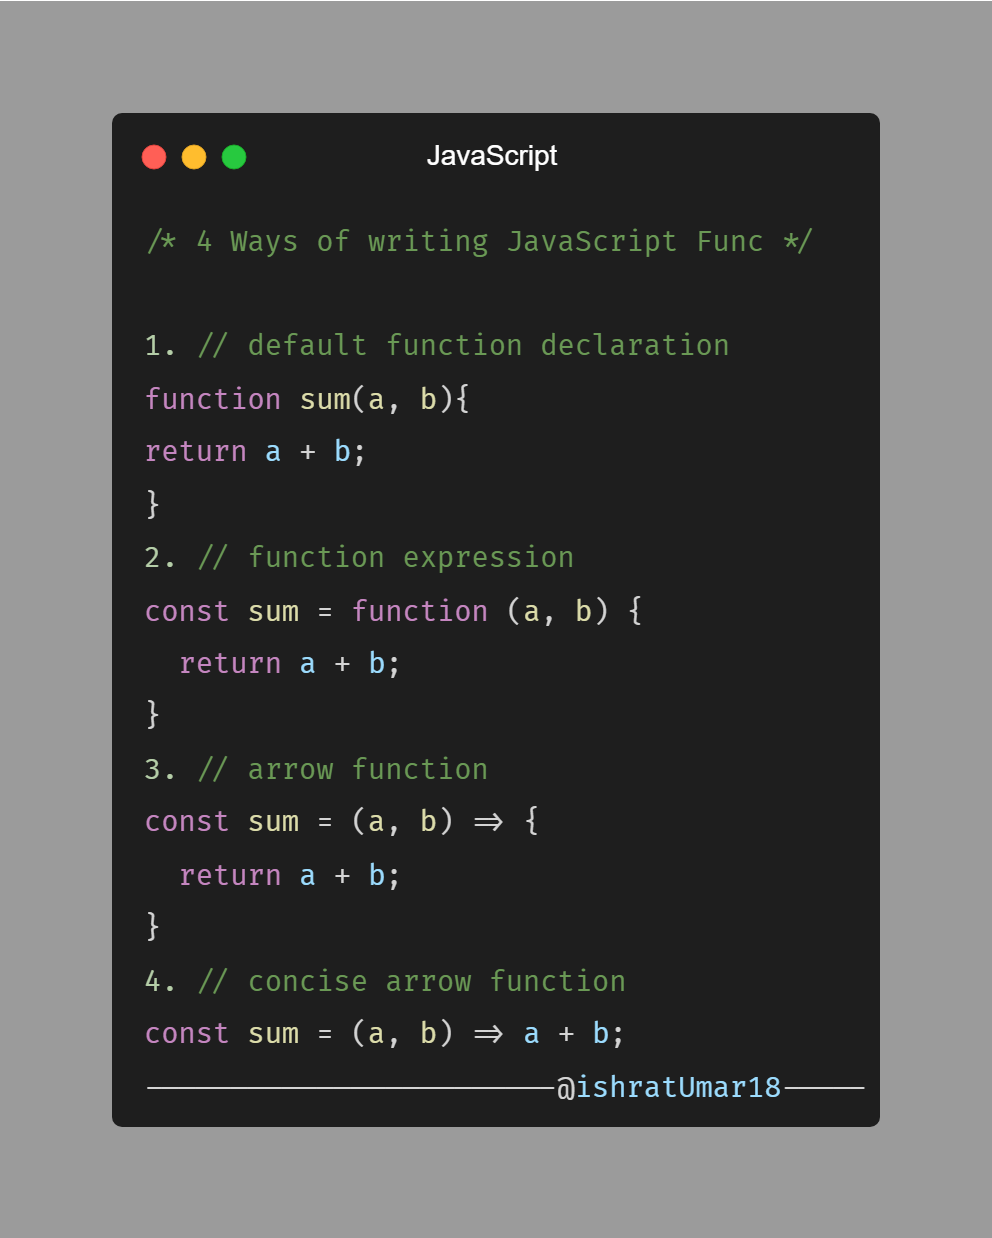 JavaScript
/* 4 Ways of writing JavaScript Func */
1. // default function declaration
function sum(a, b){
return a + b;
}
2. // function expression
const sum = function (a, b) {
  return a + b;
}
3. // arrow function
const sum = (a, b) => {
  return a + b;
}
4. // concise arrow function
const sum = (a, b) => a + b;
@ishratUmar18